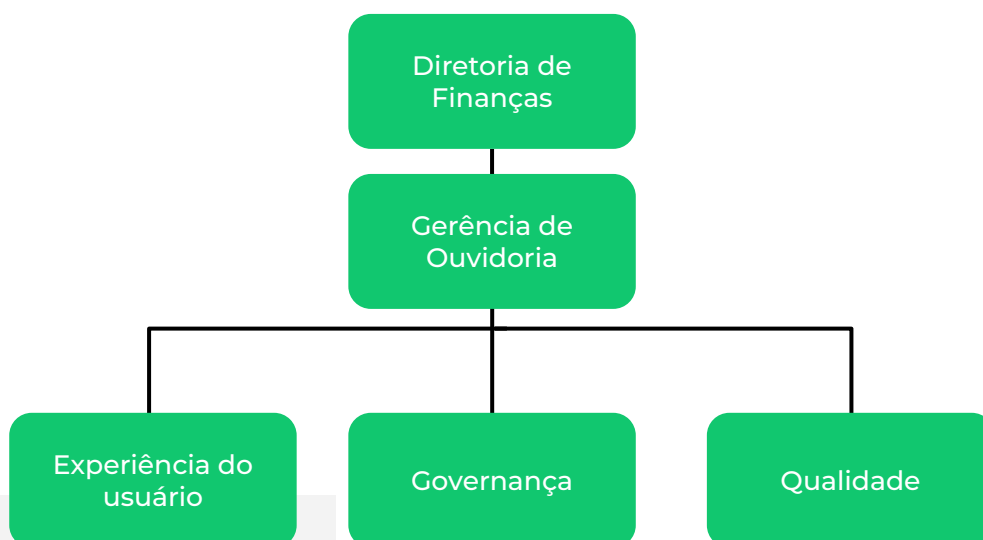 Diretoria de
Finanças
Gerência de
Ouvidoria
Experiência do
usuário
Governança
Qualidade